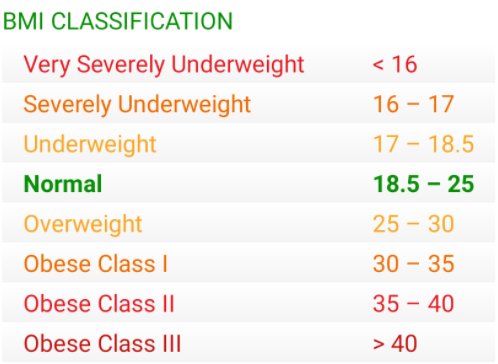 BMI CLASSIFICATION
Very Severely Underweight < 16
Severely Underweight 16 – 17
Underweight 17 – 18.5
Normal 18.5 – 25
Overweight 25 – 30
Obese Class I 30 – 35
Obese Class II 35 – 40
Obese Class III > 40